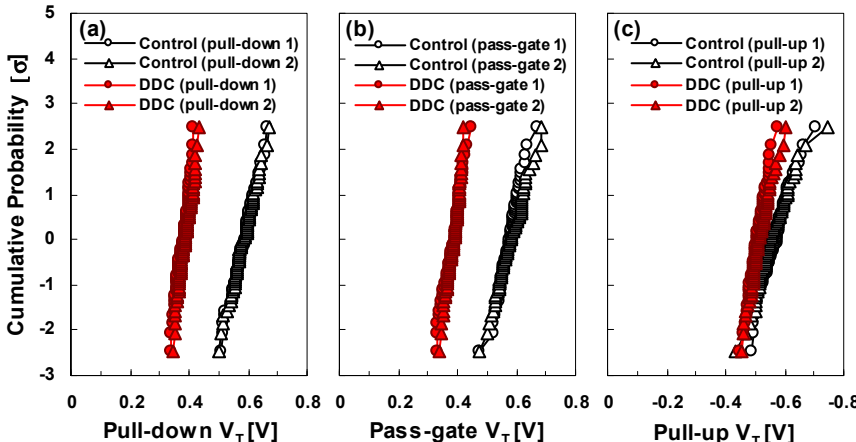 (a)
Control (pull-down 1)
Control (pull-down 2)
DDC (pull-down 1)
DDC (pull-down 2)
(b)
Control (pass-gate 1)
Control (pass-gate 2)
DDC (pass-gate 1)
DDC (pass-gate 2)
(c)
Control (pull-up 1)
Control (pull-up 2)
DDC (pull-up 1)
DDC (pull-up 2)
Cumulative Probability [σ]
5
4
3
2
1
0
-1
-2
-3
0 0.2 0.4 0.6 0.8
0 0.2 0.4 0.6 0.8
0 -0.2 -0.4 -0.6 -0.8
Pull-down VT [V]
Pass-gate VT [V]
Pull-up VT [V]